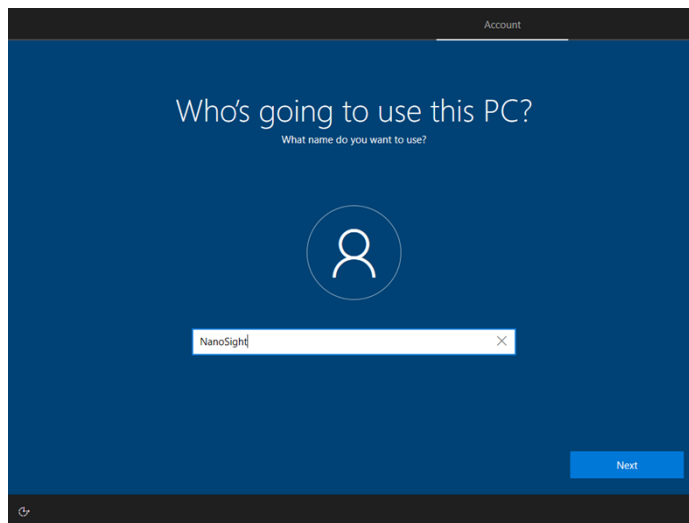 Account
Who's going to use this PC?
What name do you want to use?
NanoSight
Next